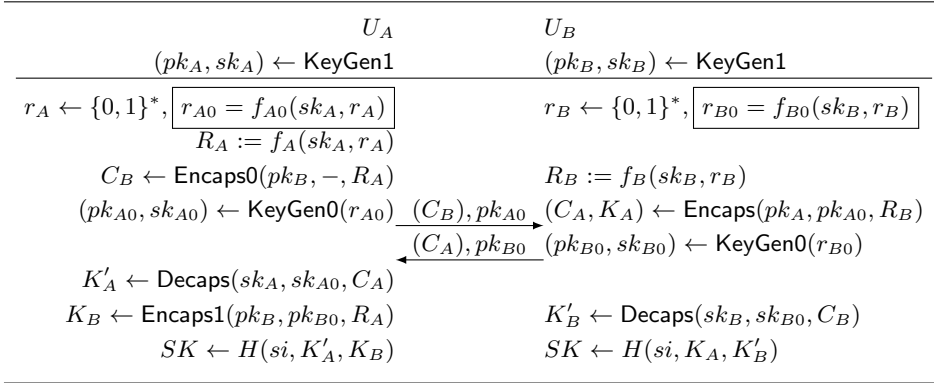 U_A U_B
(pk_A, sk_A) ← KeyGen1 (pk_B, sk_B) ← KeyGen1
r_A ← {0, 1}*, r_{A0} = f_{A0}(sk_A, r_A) r_B ← {0, 1}*, r_{B0} = f_{B0}(sk_B, r_B)
R_A := f_A(sk_A, r_A)
C_B ← Encaps0(pk_B, −, R_A) R_B := f_B(sk_B, r_B)
(pk_{A0}, sk_{A0}) ← KeyGen0(r_{A0}) (C_B), pk_{A0} (C_A, K_A) ← Encaps(pk_A, pk_{A0}, R_B)
(C_A), pk_{B0} (pk_{B0}, sk_{B0}) ← KeyGen0(r_{B0})
K'_A ← Decaps(sk_A, sk_{A0}, C_A)
K_B ← Encaps1(pk_B, pk_{B0}, R_A) K'_B ← Decaps(sk_B, sk_{B0}, C_B)
SK ← H(si, K'_A, K_B) SK ← H(si, K_A, K'_B)